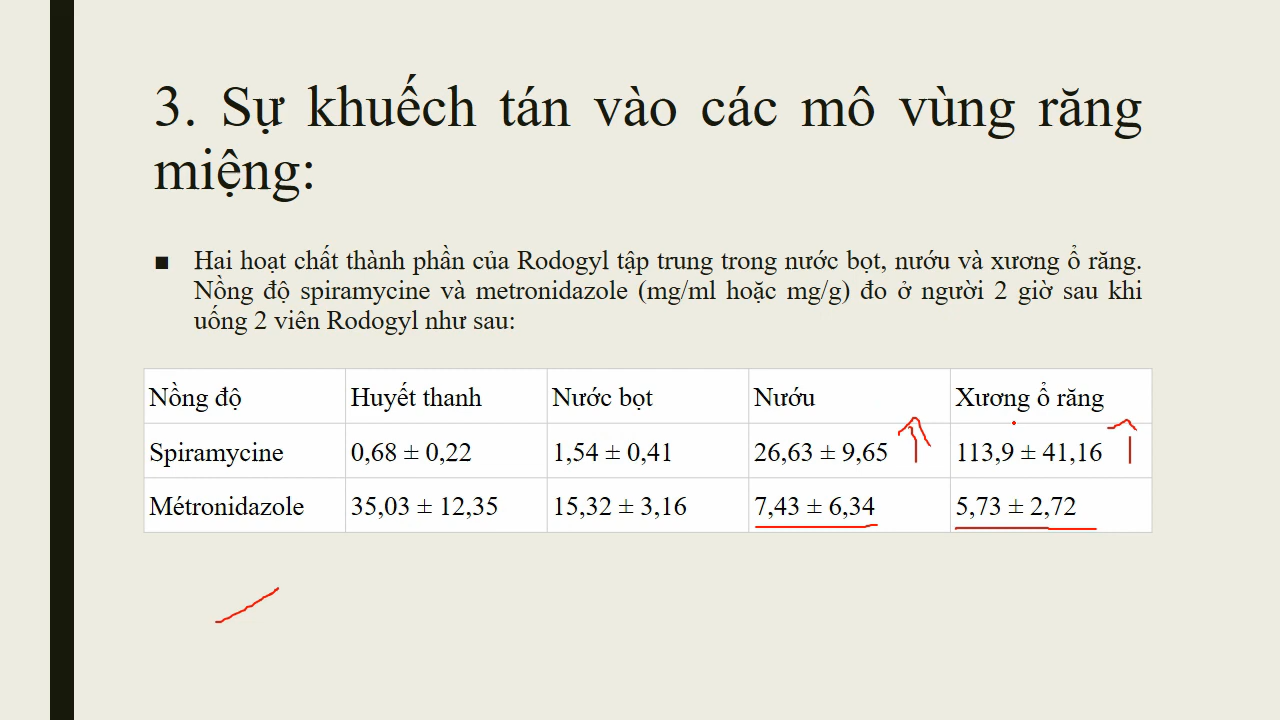 3. Sự khuếch tán vào các mô vùng răng
miệng:
■ Hai hoạt chất thành phần của Rodogyl tập trung trong nước bọt, nướu và xương ổ răng.
Nồng độ spiramycine và metronidazole (mg/ml hoặc mg/g) đo ở người 2 giờ sau khi
uống 2 viên Rodogyl như sau:
Nồng độ Huyết thanh Nước bọt Nướu Xương ổ răng
Spiramycine 0,68 ± 0,22 1,54 ± 0,41 26,63 ± 9,65 113,9 ± 41,16
Métronidazole 35,03 ± 12,35 15,32 ± 3,16 7,43 ± 6,34 5,73 ± 2,72